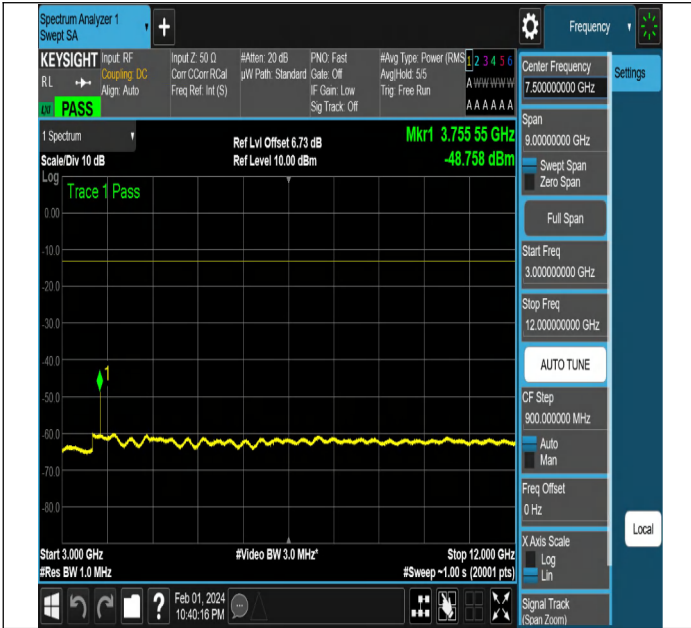 Spectrum Analyzer 1
Swept SA
Frequency
KEYSIGHT
Input: RF
Coupling: DC
Align: Auto
Input Z: 50 Ω
Corr CCorr RCal
Freq Ref: Int (S)
#Atten: 20 dB
µW Path: Standard
PNO: Fast
Gate: Off
IF Gain: Low
Sig Track: Off
#Avg Type: Power (RMS
Avg|Hold: 5/5
Trig: Free Run
1 2 3 4 5 6
A W W W W W
A A A A A A
RL
LXI
PASS
1 Spectrum
Scale/Div 10 dB
Log
Ref Lvl Offset 6.73 dB
Ref Level 10.00 dBm
Mkr1 3.755 55 GHz
-48.758 dBm
Trace 1 Pass
0.00
-10.0
-20.0
-30.0
-40.0
-50.0
-60.0
-70.0
-80.0
1
Start 3.000 GHz
#Res BW 1.0 MHz
#Video BW 3.0 MHz*
Stop 12.000 GHz
#Sweep ~1.00 s (20001 pts)
?
Feb 01, 2024
10:40:16 PM
Center Frequency
7.500000000 GHz
Settings
Span
9.00000000 GHz
Swept Span
Zero Span
Full Span
Start Freq
3.000000000 GHz
Stop Freq
12.000000000 GHz
AUTO TUNE
CF Step
900.000000 MHz
Auto
Man
Freq Offset
0 Hz
X Axis Scale
Log
Lin
Local
Signal Track
(Span Zoom)